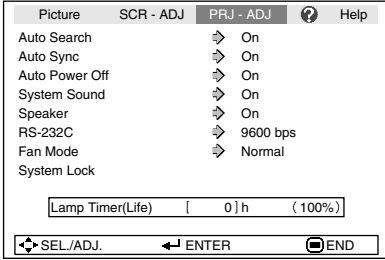 Picture SCR - ADJ PRJ - ADJ ? Help
Auto Search On
Auto Sync On
Auto Power Off On
System Sound On
Speaker On
RS-232C 9600 bps
Fan Mode Normal
System Lock
Lamp Timer(Life) [ 0 ] h (100%)
SEL./ADJ. ENTER END